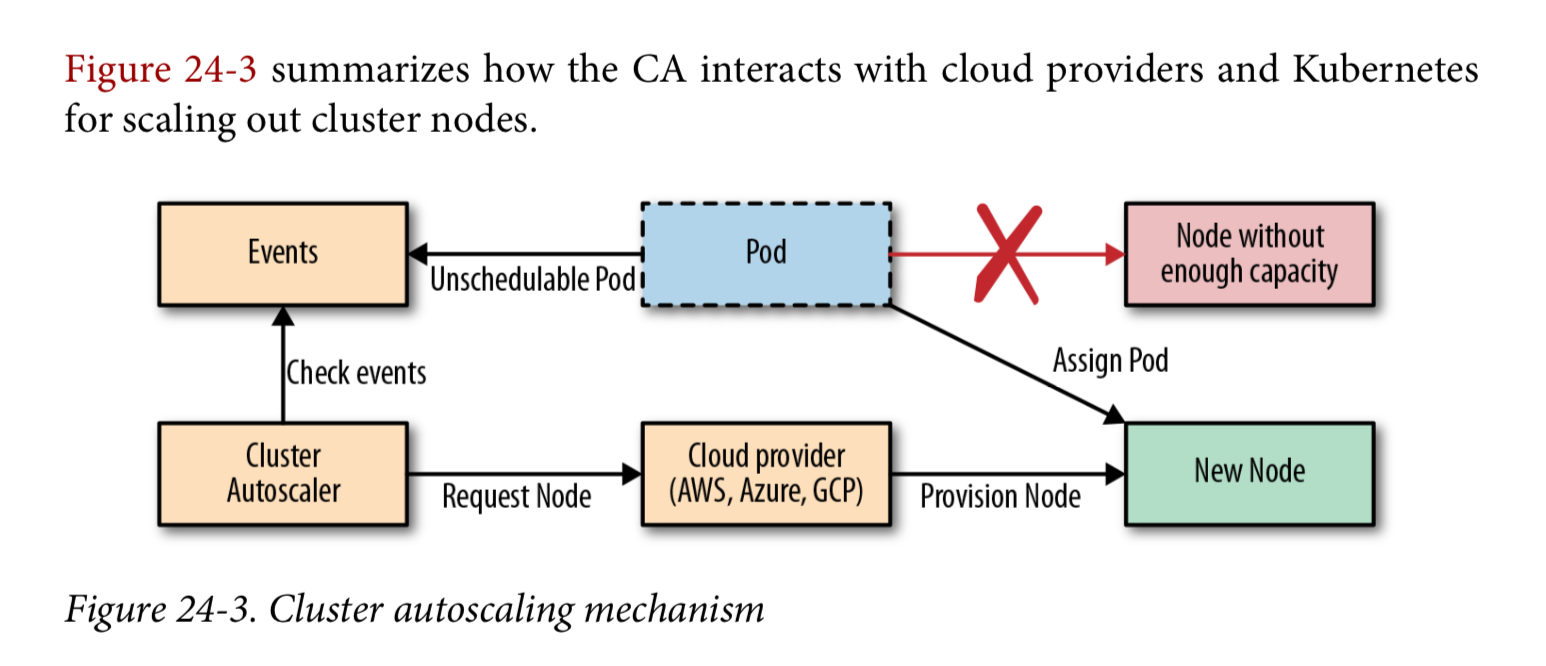 Figure 24-3 summarizes how the CA interacts with cloud providers and Kubernetes
for scaling out cluster nodes.
Events
Unschedulable Pod
Pod
Node without
enough capacity
Check events
Assign Pod
Cluster
Autoscaler
Request Node
Cloud provider
(AWS, Azure, GCP)
Provision Node
New Node
Figure 24-3. Cluster autoscaling mechanism